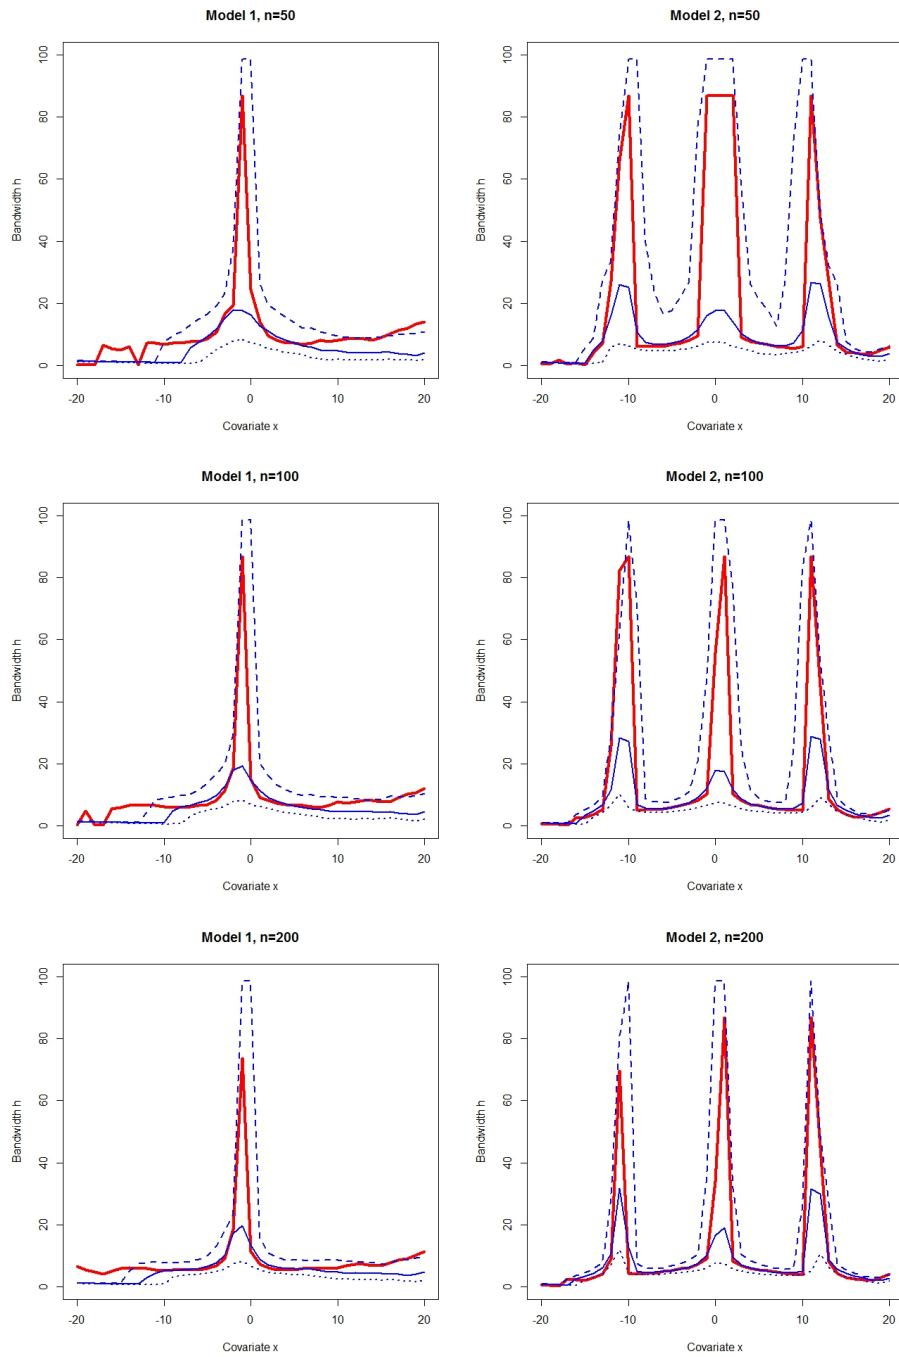 Model 1, n=50
Bandwidth h
0 20 40 60 80 100
-20 -10 0 10 20
Covariate x
Model 2, n=50
Bandwidth h
0 20 40 60 80 100
-20 -10 0 10 20
Covariate x
Model 1, n=100
Bandwidth h
0 20 40 60 80 100
-20 -10 0 10 20
Covariate x
Model 2, n=100
Bandwidth h
0 20 40 60 80 100
-20 -10 0 10 20
Covariate x
Model 1, n=200
Bandwidth h
0 20 40 60 80 100
-20 -10 0 10 20
Covariate x
Model 2, n=200
Bandwidth h
0 20 40 60 80 100
-20 -10 0 10 20
Covariate x